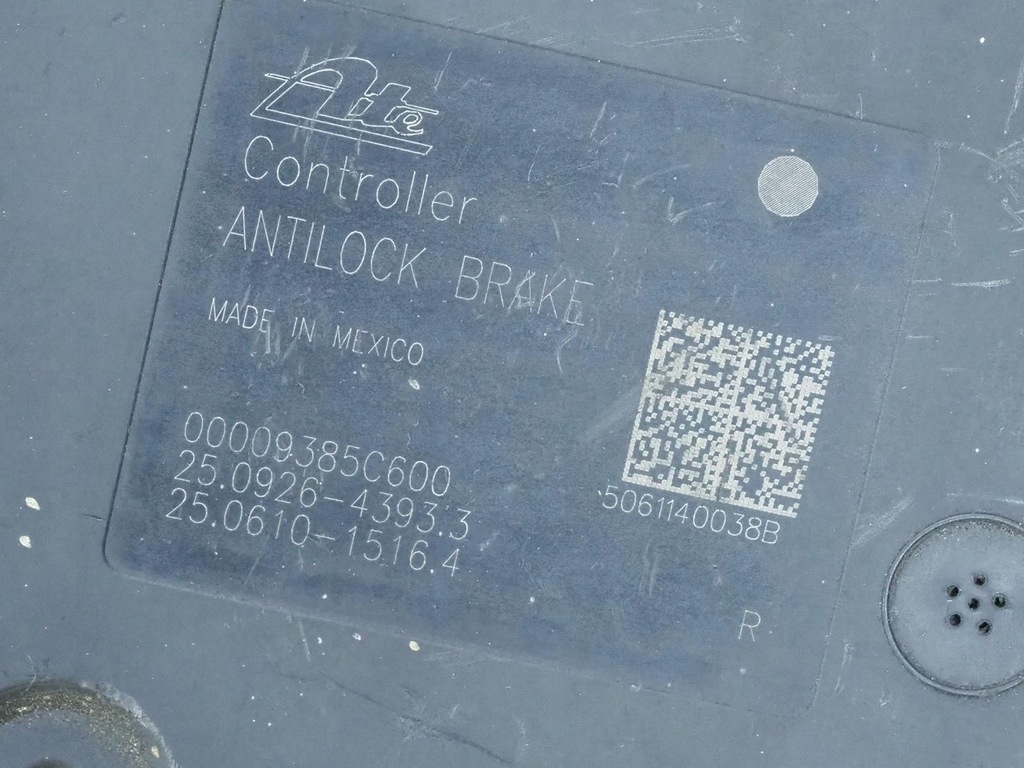 Ate
Controller
ANTILOCK BRAKE
MADE IN MEXICO
00009385C600
25.0926-4393.3
25.0610-1516.4
5061140038B
R